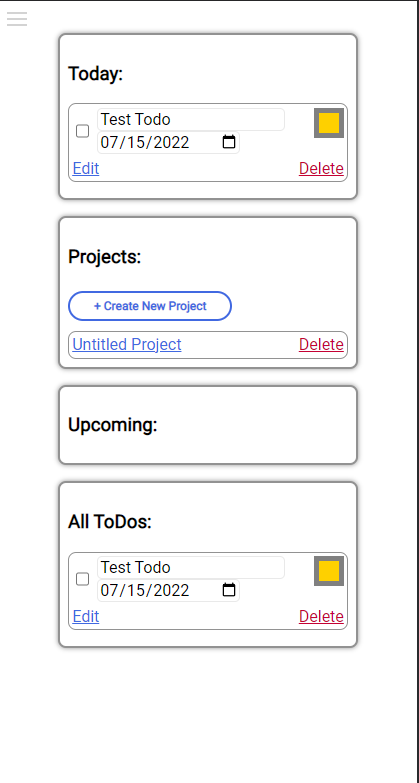 Today:
Test Todo
07/15/2022
Edit Delete
Projects:
+ Create New Project
Untitled Project Delete
Upcoming:
All ToDos:
Test Todo
07/15/2022
Edit Delete